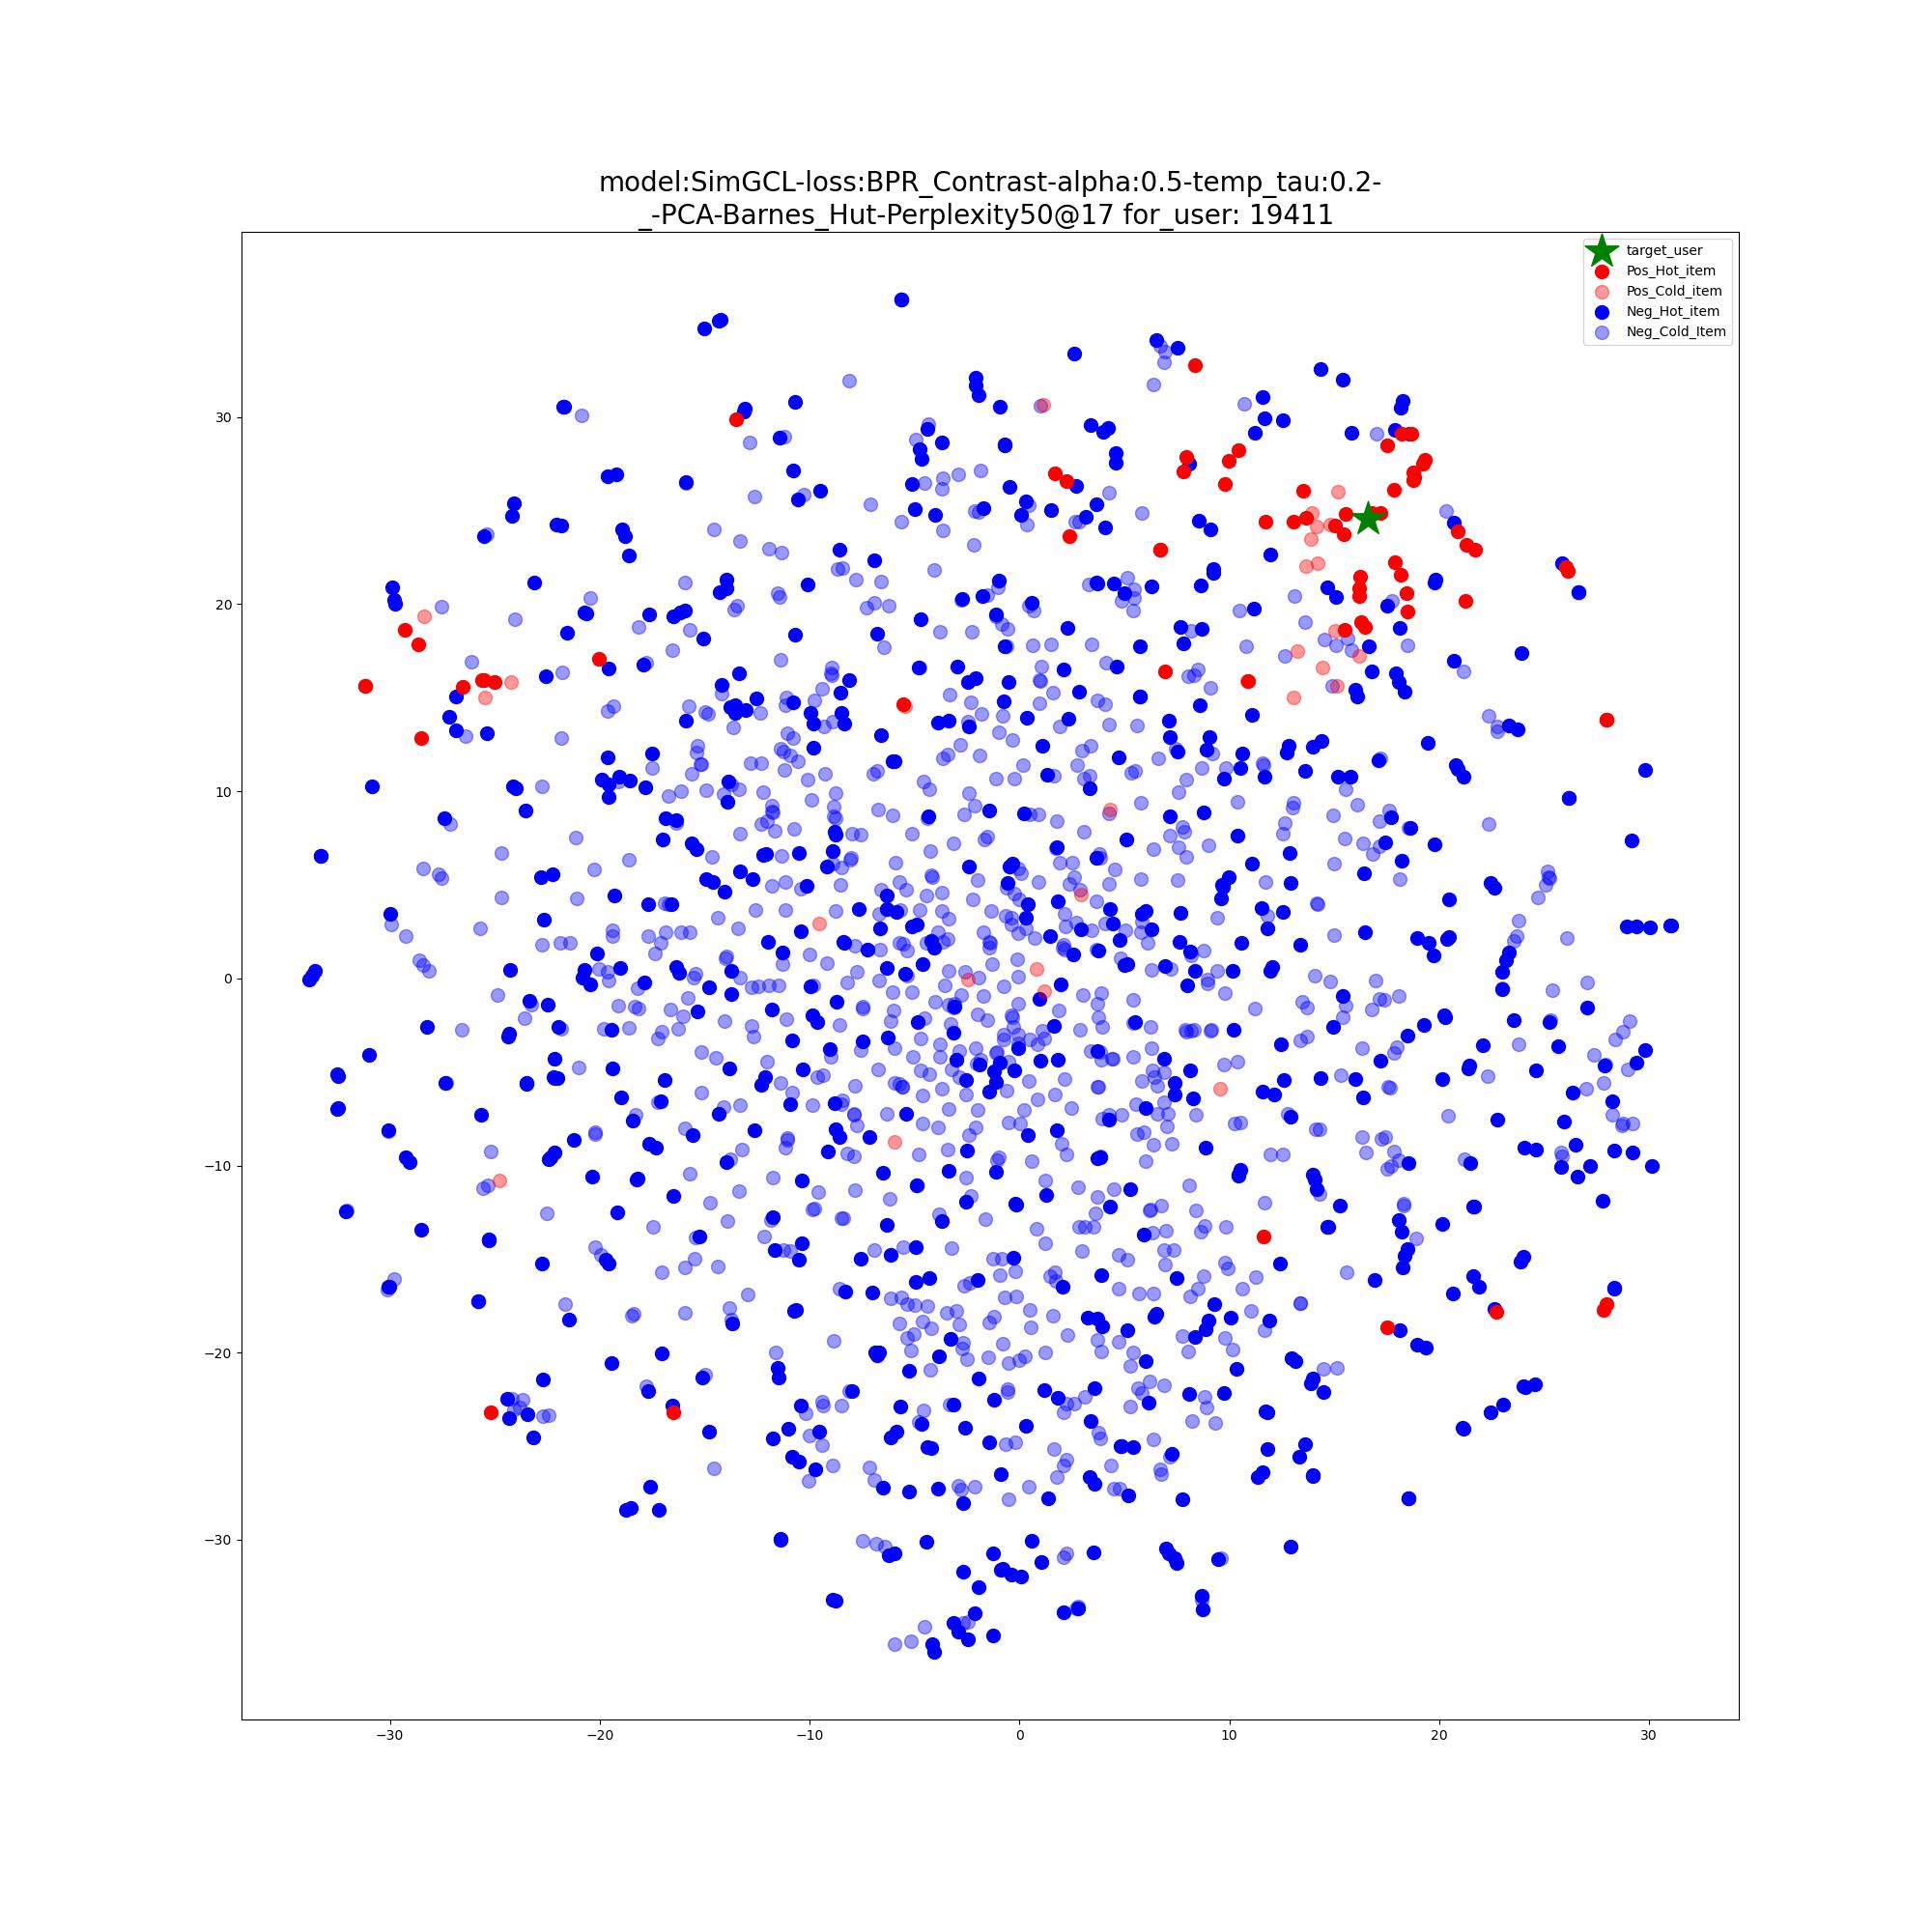 model:SimGCL-loss:BPR_Contrast-alpha:0.5-temp_tau:0.2-
_-PCA-Barnes_Hut-Perplexity50@17 for_user: 19411
target_user
Pos_Hot_item
Pos_Cold_item
Neg_Hot_item
Neg_Cold_Item
30
20
10
0
−10
−20
−30
−30 −20 −10 0 10 20 30